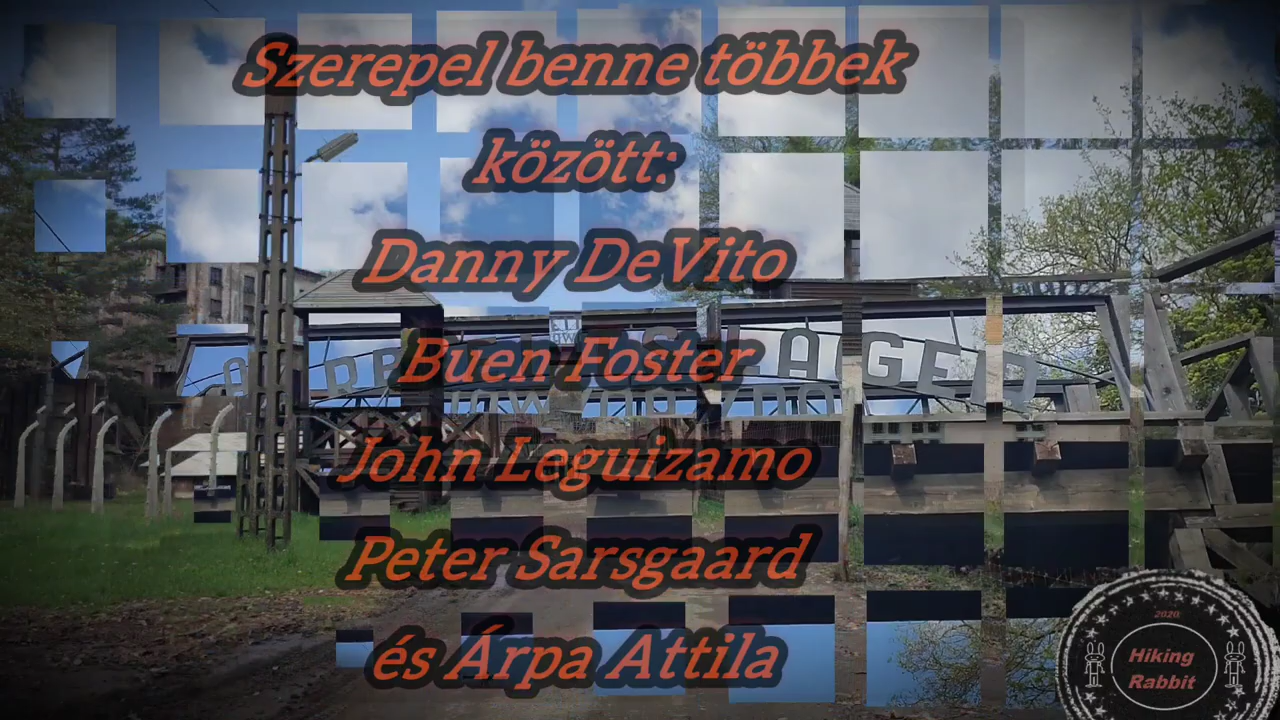 Szerepel benne többek
között:
Danny DeVito
Buen Foster
John Leguizamo
Peter Sarsgaard
és Árpa Attila
2020
Hiking
Rabbit